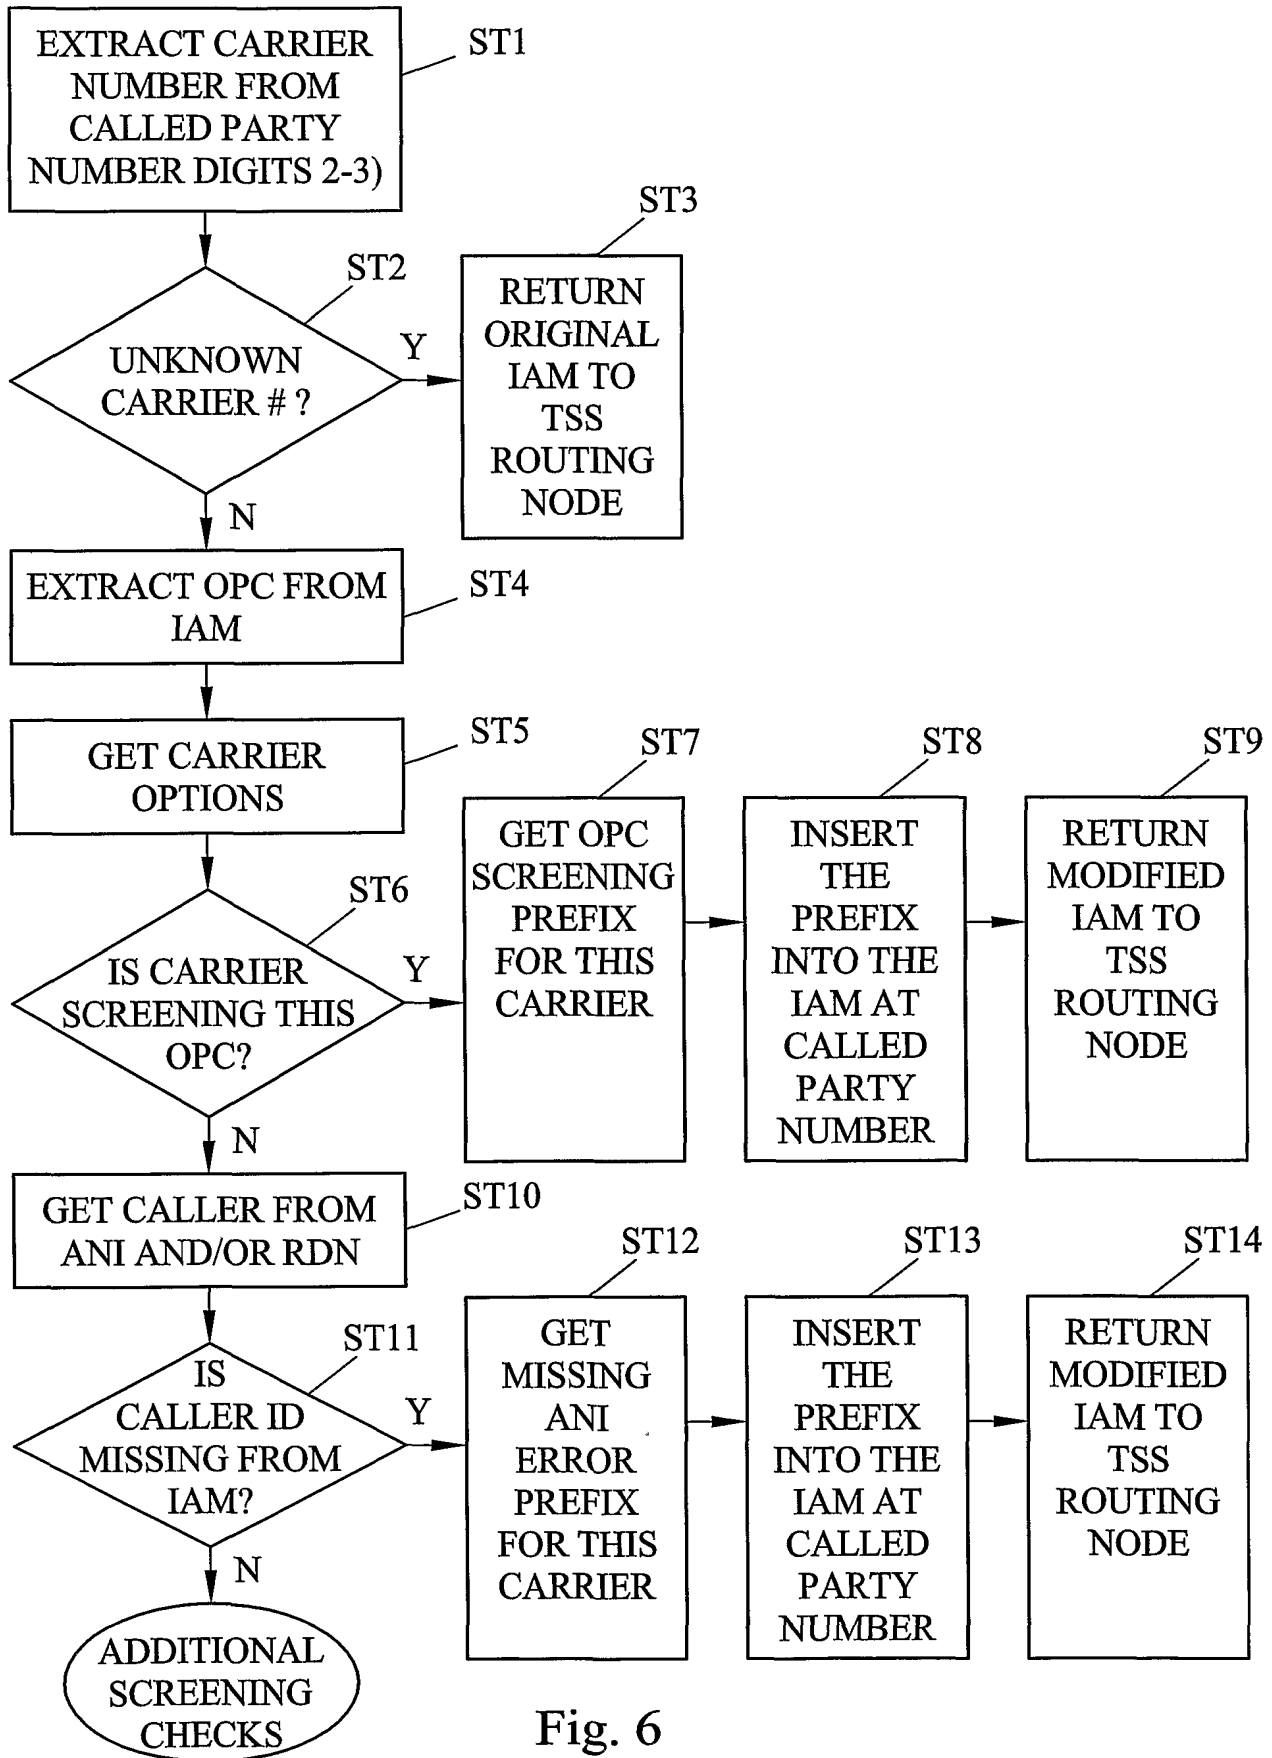 EXTRACT CARRIER
NUMBER FROM
CALLED PARTY
NUMBER DIGITS 2-3)
ST1
UNKNOWN
CARRIER # ?
ST2
Y
N
RETURN
ORIGINAL
IAM TO
TSS
ROUTING
NODE
ST3
EXTRACT OPC FROM
IAM
ST4
GET CARRIER
OPTIONS
ST5
IS CARRIER
SCREENING THIS
OPC?
ST6
Y
N
GET OPC
SCREENING
PREFIX
FOR THIS
CARRIER
ST7
INSERT
THE
PREFIX
INTO THE
IAM AT
CALLED
PARTY
NUMBER
ST8
RETURN
MODIFIED
IAM TO
TSS
ROUTING
NODE
ST9
GET CALLER FROM
ANI AND/OR RDN
ST10
IS
CALLER ID
MISSING FROM
IAM?
ST11
Y
N
GET
MISSING
ANI
ERROR
PREFIX
FOR THIS
CARRIER
ST12
INSERT
THE
PREFIX
INTO THE
IAM AT
CALLED
PARTY
NUMBER
ST13
RETURN
MODIFIED
IAM TO
TSS
ROUTING
NODE
ST14
ADDITIONAL
SCREENING
CHECKS
Fig. 6